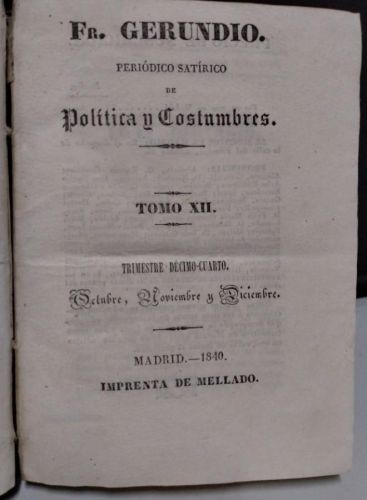 Fr. GERUNDIO.
PERIÓDICO SATÍRICO
DE
Política y Costumbres.
TOMO XII.
TRIMESTRE DÉCIMO-CUARTO.
Octubre, Noviembre y Diciembre.
MADRID.—1840.
IMPRENTA DE MELLADO.